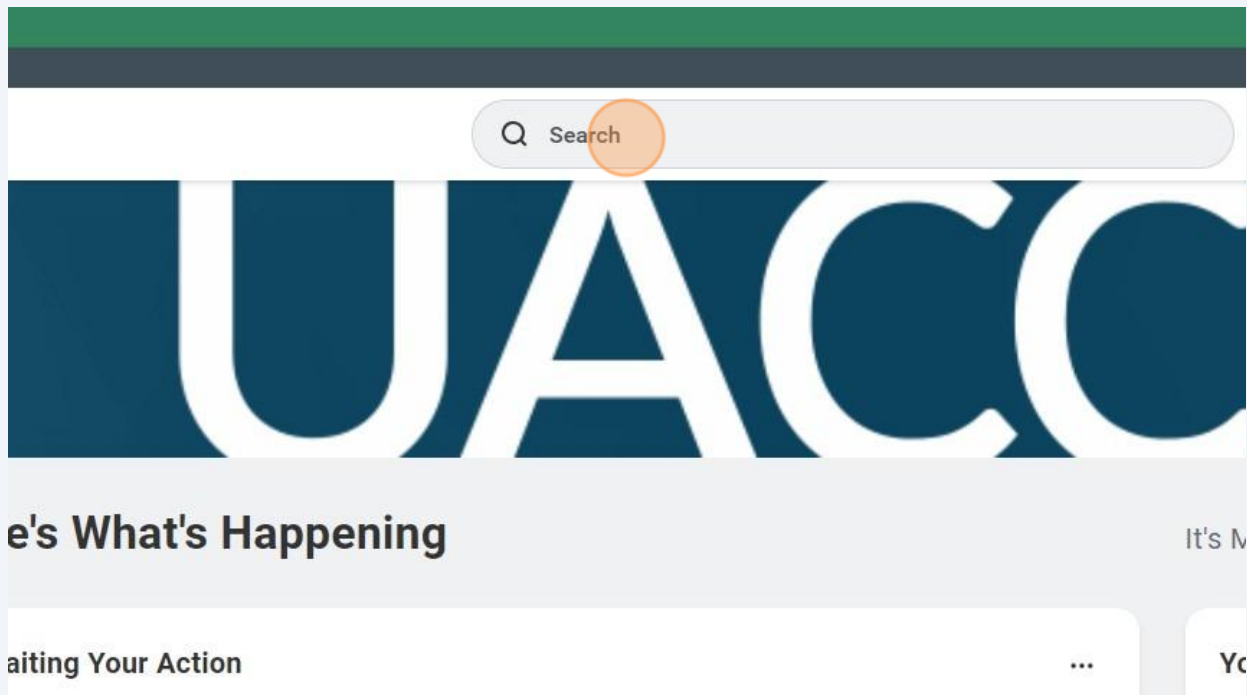 Search
UACC
e's What's Happening
It's M
aiting Your Action
...
Yo